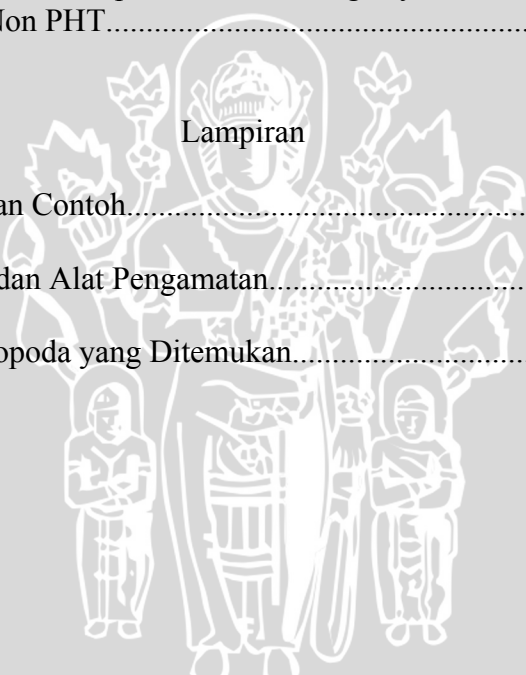 Non PHT........................................................
Lampiran
an Contoh.......................................................
dan Alat Pengamatan.....................................
opoda yang Ditemukan..................................